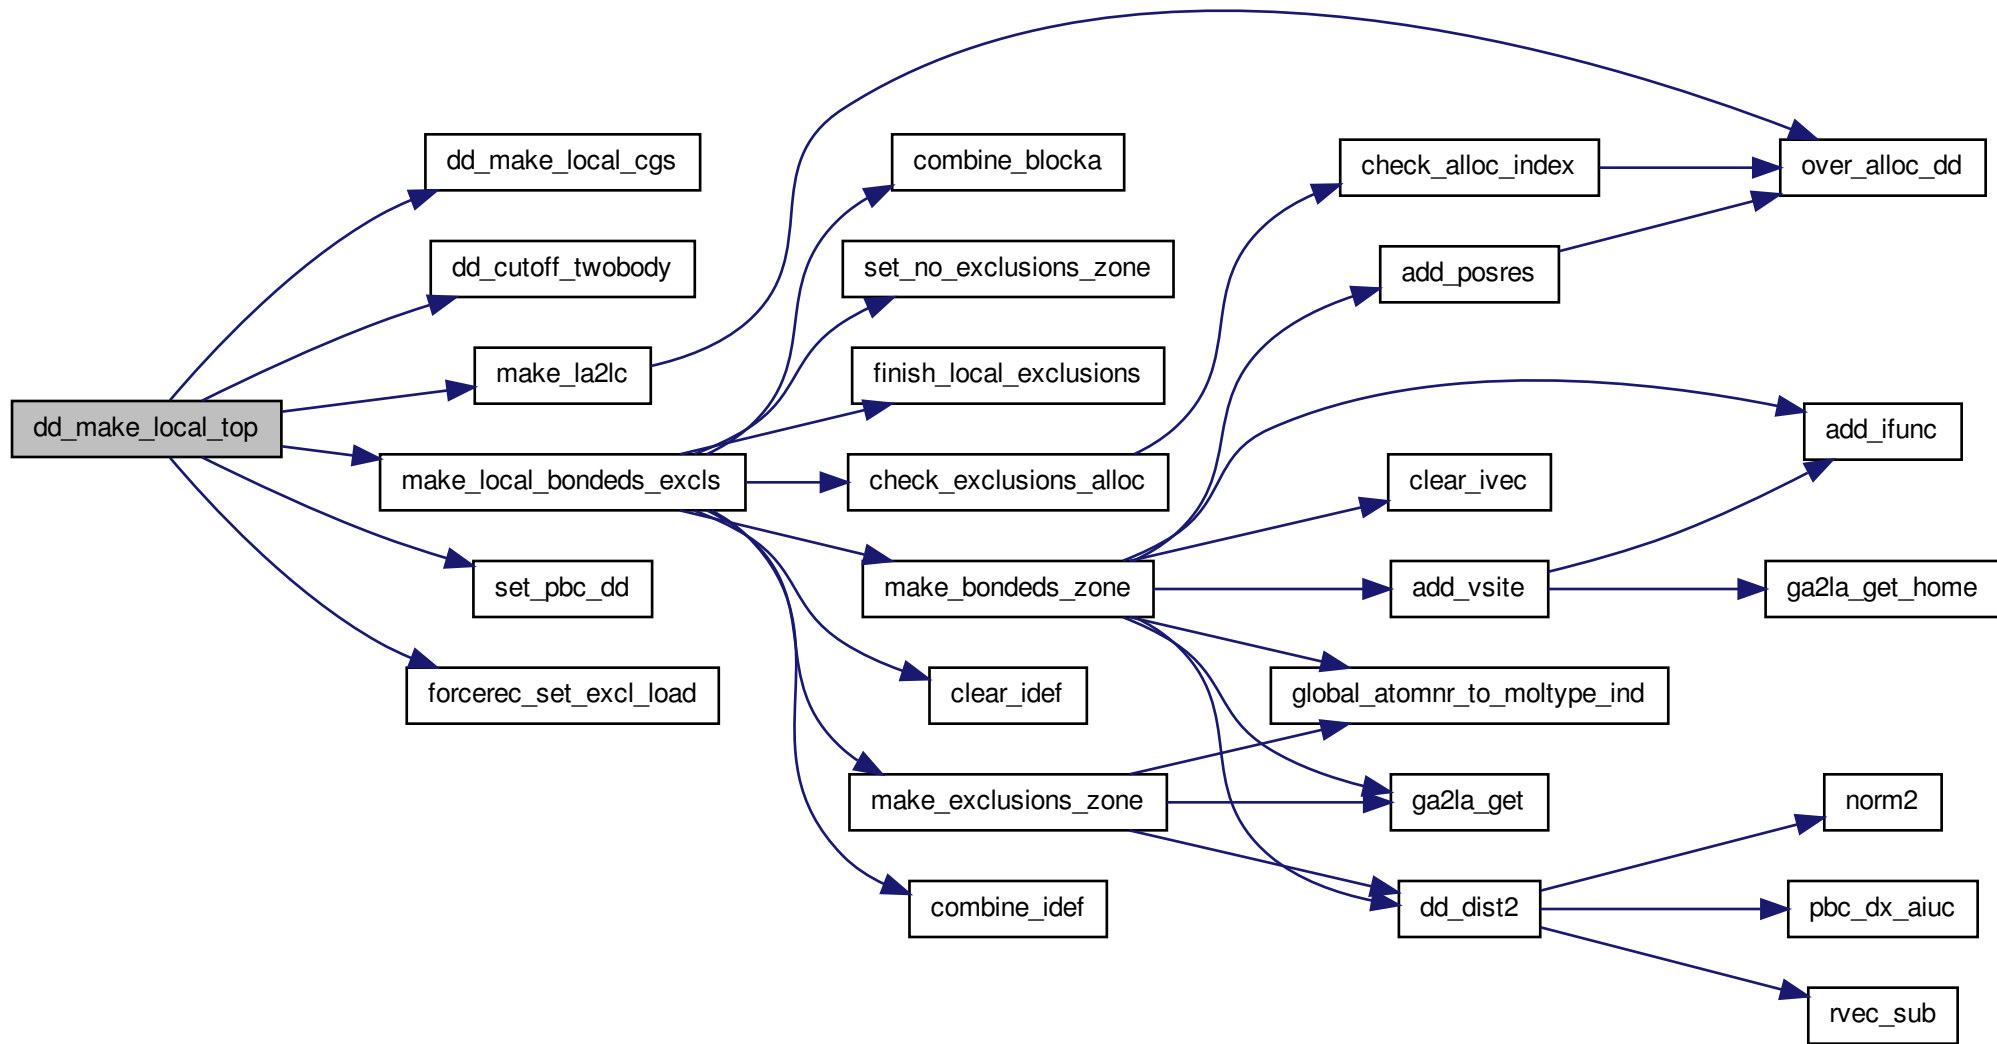 dd_make_local_top
dd_make_local_cgs
dd_cutoff_twobody
make_la2lc
make_local_bondeds_excls
set_pbc_dd
forcerec_set_excl_load
combine_blocka
set_no_exclusions_zone
finish_local_exclusions
check_exclusions_alloc
make_bondeds_zone
clear_idef
make_exclusions_zone
combine_idef
check_alloc_index
add_posres
clear_ivec
add_vsite
global_atomnr_to_moltype_ind
ga2la_get
dd_dist2
over_alloc_dd
add_ifunc
ga2la_get_home
norm2
pbc_dx_aiuc
rvec_sub